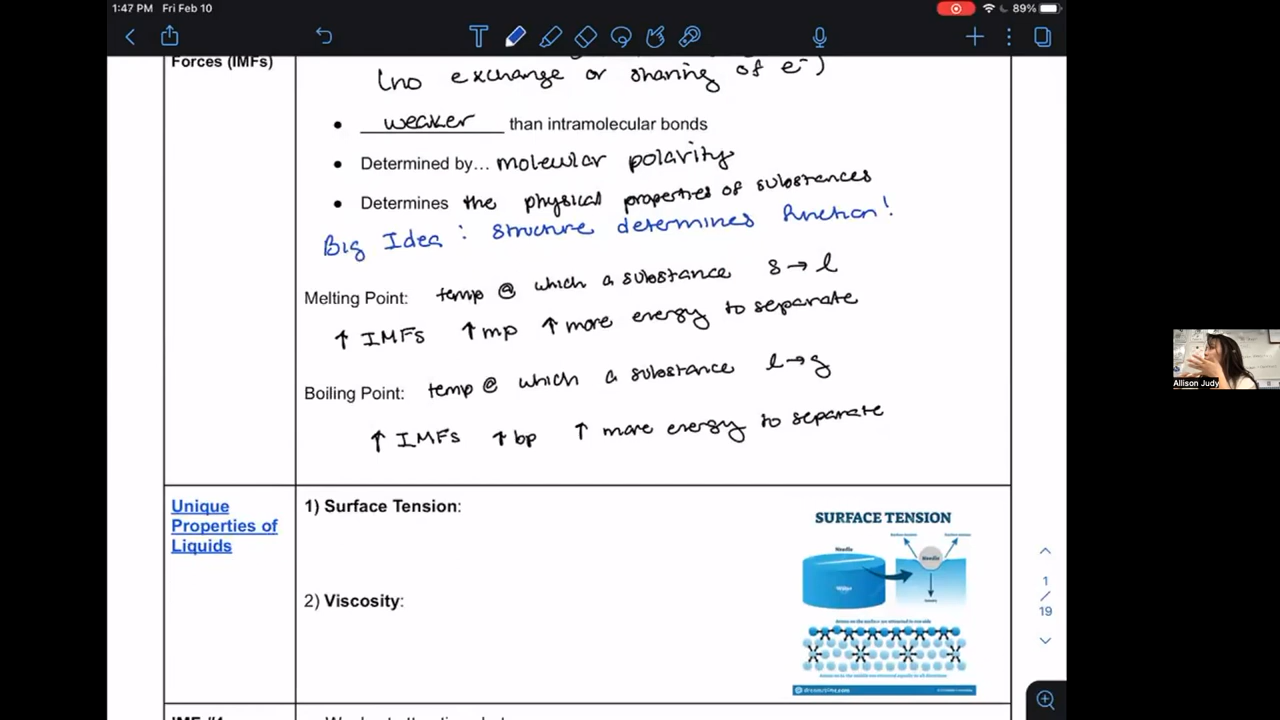 1:47 PM Fri Feb 10
89%
Forces (IMFs)
(no exchange or sharing of e⁻)
• weaker than intramolecular bonds
• Determined by... molecular polarity
• Determines the physical properties of substances
Big Idea: structure determines function!
Melting Point: temp @ which a substance s → l
↑ IMFs ↑ mp ↑ more energy to separate
Boiling Point: temp @ which a substance l → g
↑ IMFs ↑ bp ↑ more energy to separate
Unique
Properties of
Liquids
1) Surface Tension:
2) Viscosity:
SURFACE TENSION
Needle
Needle
Water
1
/
19
Allison Judy